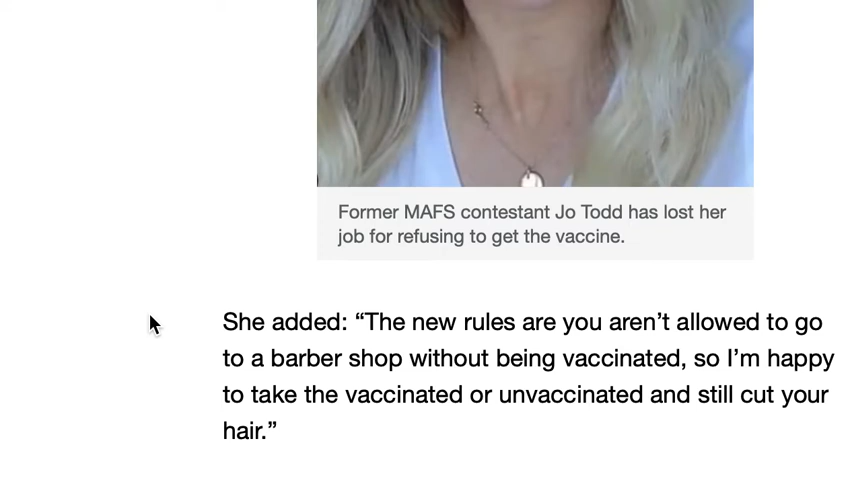 Former MAFS contestant Jo Todd has lost her
job for refusing to get the vaccine.
She added: “The new rules are you aren’t allowed to go
to a barber shop without being vaccinated, so I’m happy
to take the vaccinated or unvaccinated and still cut your
hair.”